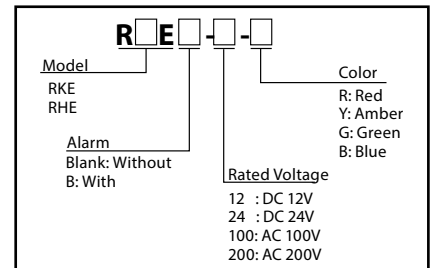 R□E□-□-□
Model
RKE
RHE
Alarm
Blank: Without
B: With
Rated Voltage
12 : DC 12V
24 : DC 24V
100: AC 100V
200: AC 200V
Color
R: Red
Y: Amber
G: Green
B: Blue